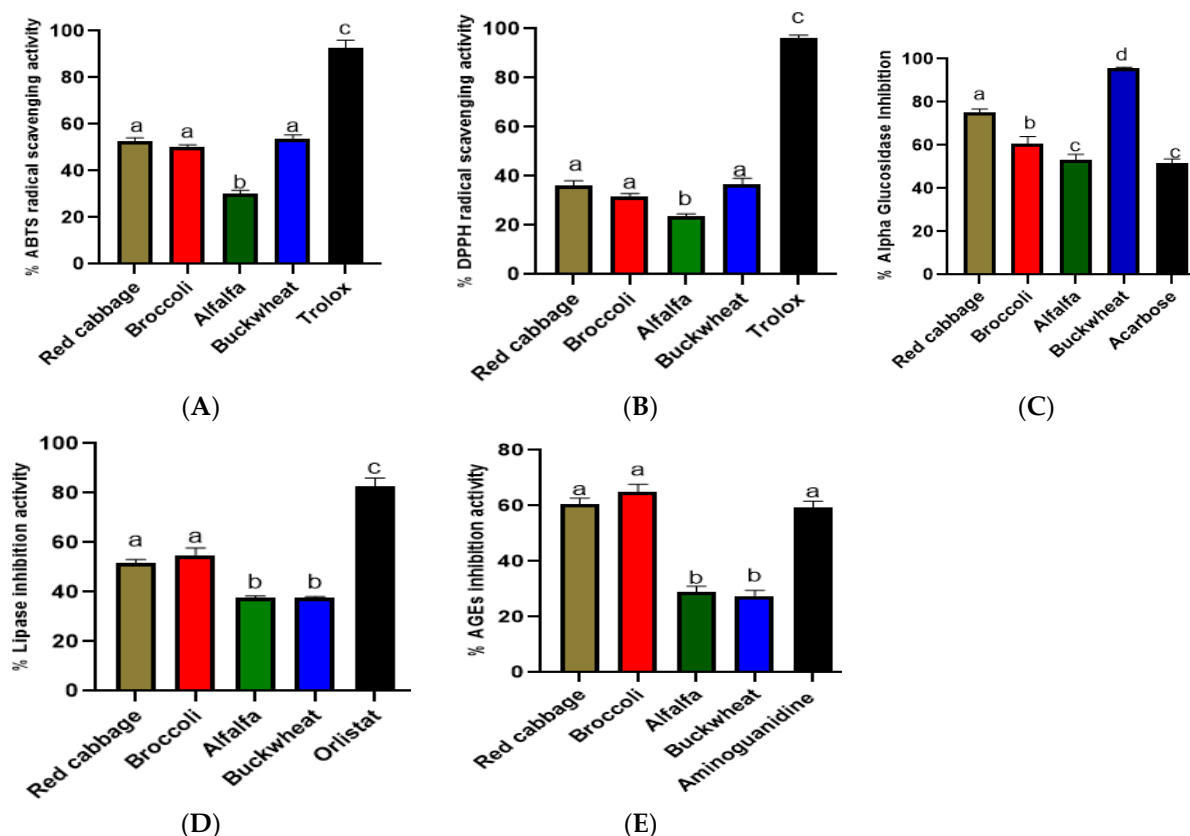 % ABTS radical scavenging activity
100
80
60
40
20
0
a
a
b
a
c
Red cabbage
Broccoli
Alfalfa
Buckwheat
Trolox
(A)
% DPPH radical scavenging activity
100
80
60
40
20
0
a
a
b
a
c
Red cabbage
Broccoli
Alfalfa
Buckwheat
Trolox
(B)
% Alpha Glucosidase Inhibition
100
80
60
40
20
0
a
b
c
d
c
Red cabbage
Broccoli
Alfalfa
Buckwheat
Acarbose
(C)
% Lipase inhibition activity
100
80
60
40
20
0
a
a
b
b
c
Red cabbage
Broccoli
Alfalfa
Buckwheat
Orlistat
(D)
% AGEs inhibition activity
80
60
40
20
0
a
a
b
b
a
Red cabbage
Broccoli
Alfalfa
Buckwheat
Aminoguanidine
(E)